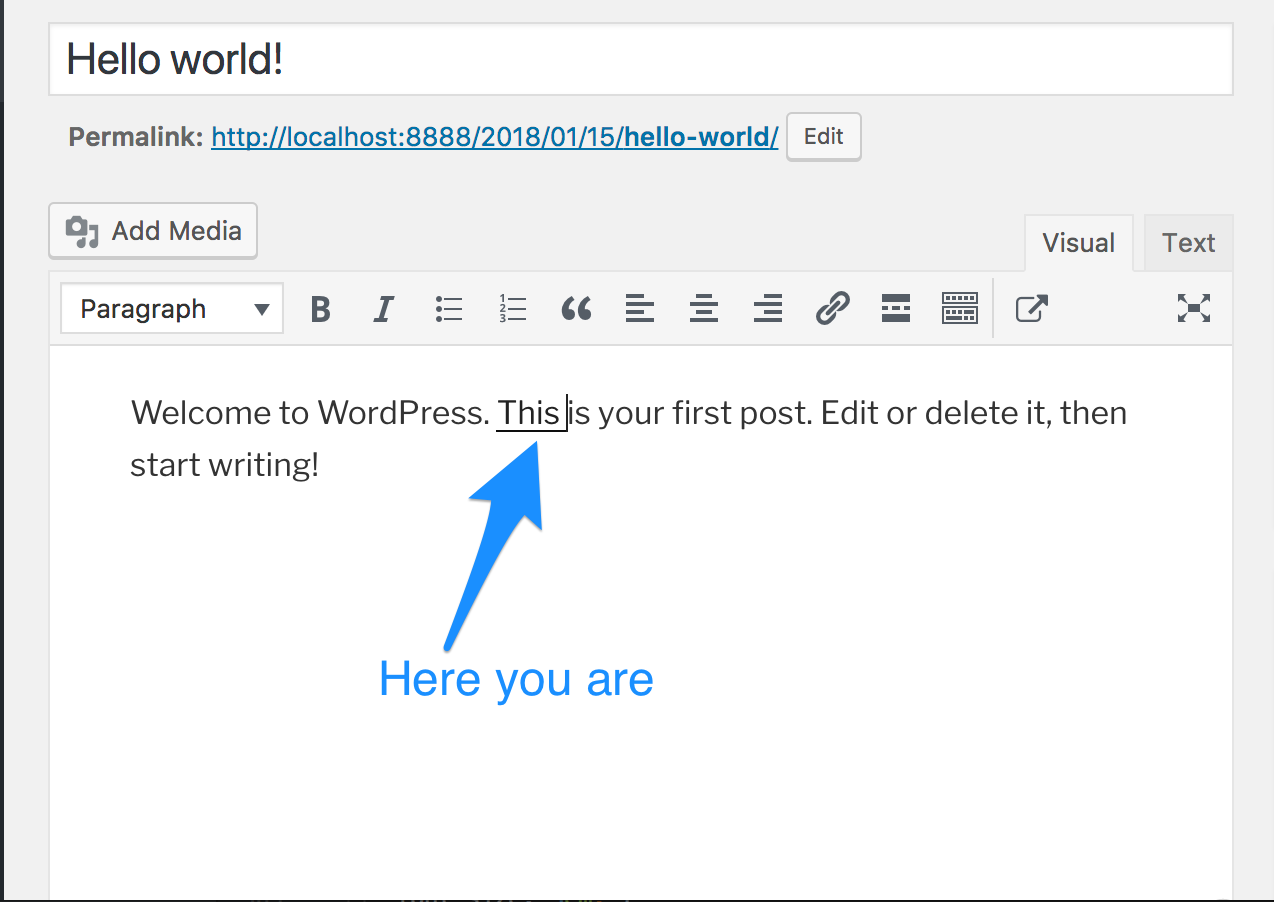 Hello world!
Permalink: http://localhost:8888/2018/01/15/hello-world/ Edit
Add Media
Visual Text
Paragraph B I
Welcome to WordPress. This is your first post. Edit or delete it, then
start writing!
Here you are